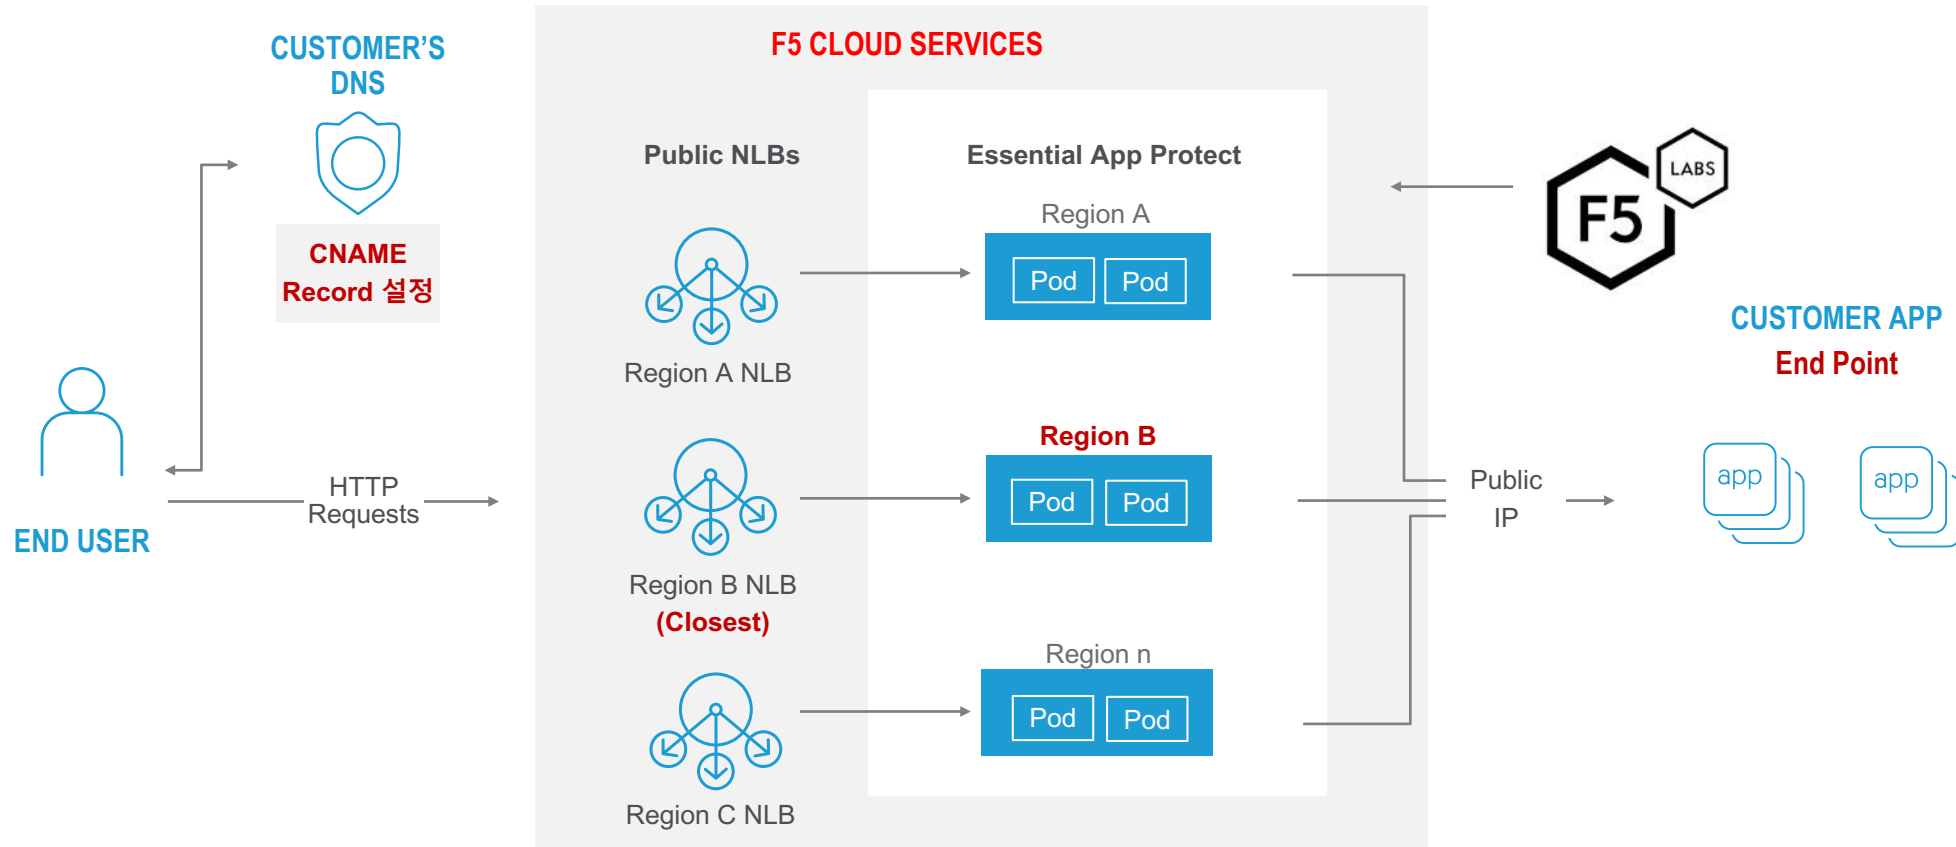 CUSTOMER'S
DNS
CNAME
Record 설정
END USER
HTTP
Requests
F5 CLOUD SERVICES
Public NLBs
Region A NLB
Region B NLB
(Closest)
Region C NLB
Essential App Protect
Region A
Pod Pod
Region B
Pod Pod
Region n
Pod Pod
Public
IP
F5
LABS
CUSTOMER APP
End Point
app app